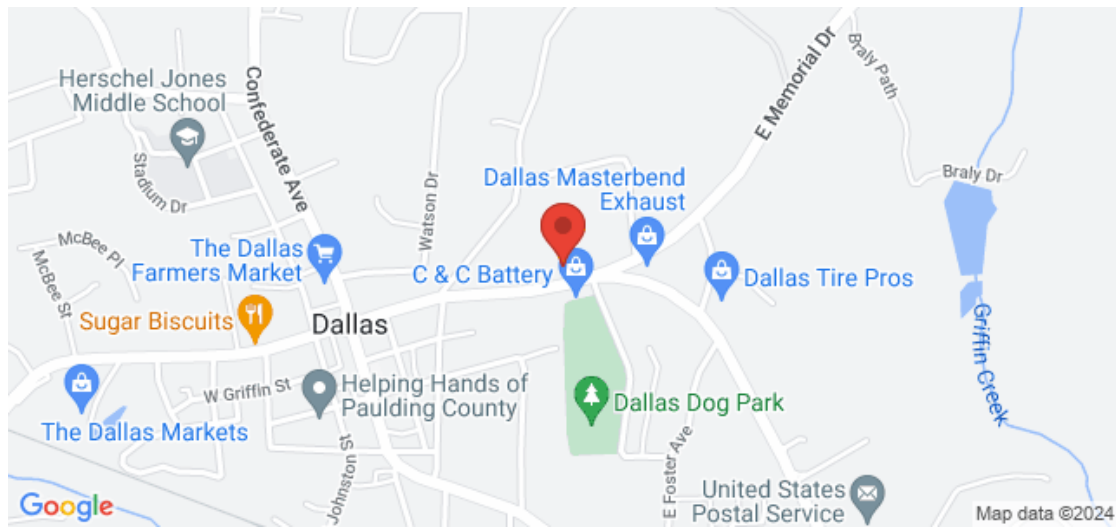 Herschel Jones
Middle School
Confederate Ave
Stadium Dr
McBee Pl
McBee St
Watson Dr
E Memorial Dr
Braly Path
Braly Dr
Dallas Masterbend
Exhaust
The Dallas
Farmers Market
C & C Battery
Dallas Tire Pros
Sugar Biscuits
Dallas
Griffin Creek
W Griffin St
Helping Hands of
Paulding County
Dallas Dog Park
The Dallas Markets
Johnston St
E Foster Ave
United States
Postal Service
Google
Map data ©2024